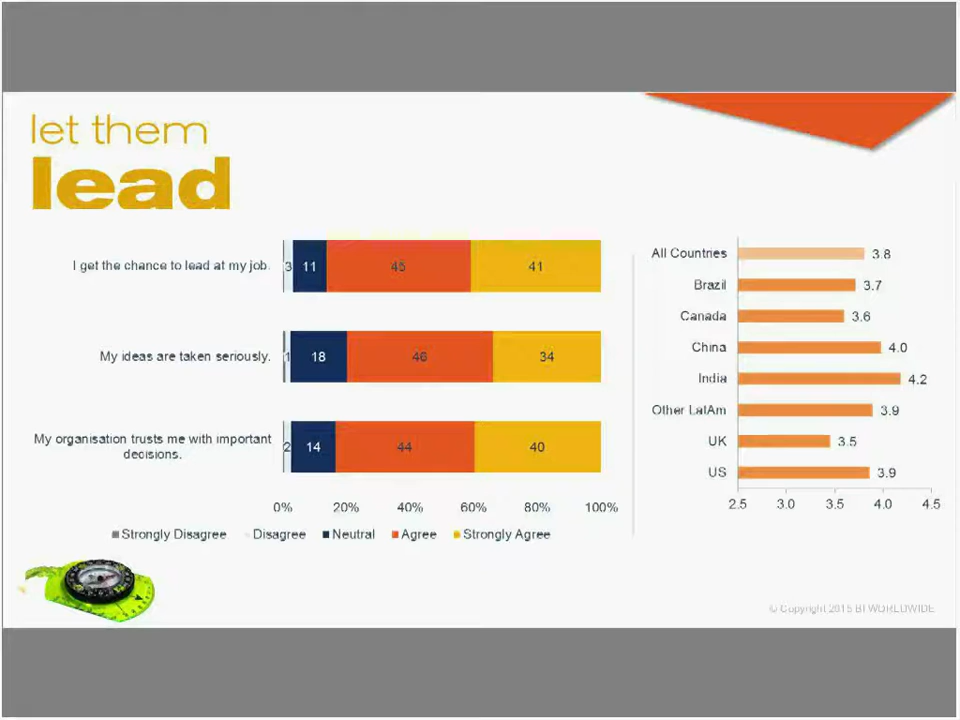 let them
lead
I get the chance to lead at my job.
3 11 45 41
My ideas are taken seriously.
1 18 46 34
My organisation trusts me with important
decisions.
2 14 44 40
0% 20% 40% 60% 80% 100%
Strongly Disagree Disagree Neutral Agree Strongly Agree
All Countries 3.8
Brazil 3.7
Canada 3.6
China 4.0
India 4.2
Other LatAm 3.9
UK 3.5
US 3.9
2.5 3.0 3.5 4.0 4.5
© Copyright 2015 BI WORLDWIDE